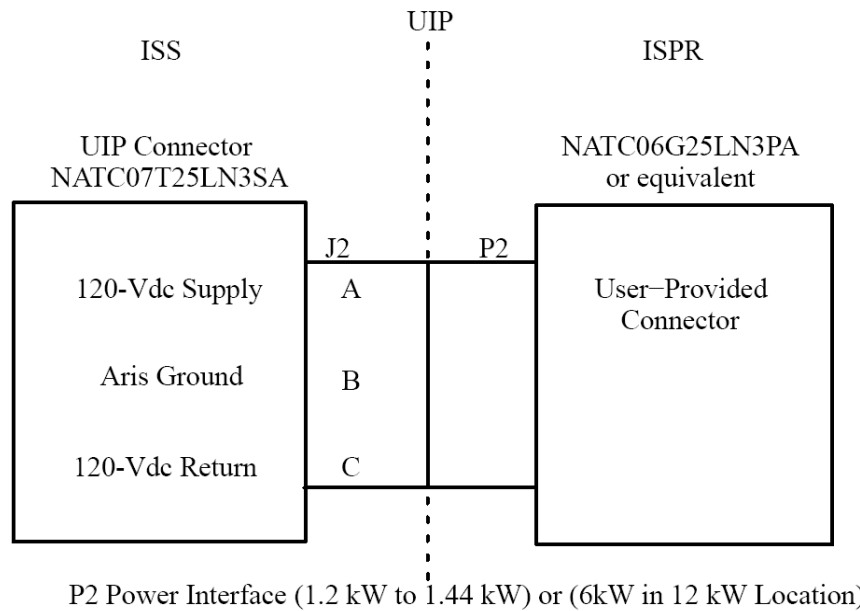 UIP
ISS
ISPR
UIP Connector
NATC07T25LN3SA
NATC06G25LN3PA
or equivalent
J2
P2
120-Vdc Supply
A
User−Provided
Connector
Aris Ground
B
120-Vdc Return
C
P2 Power Interface (1.2 kW to 1.44 kW) or (6kW in 12 kW Location)